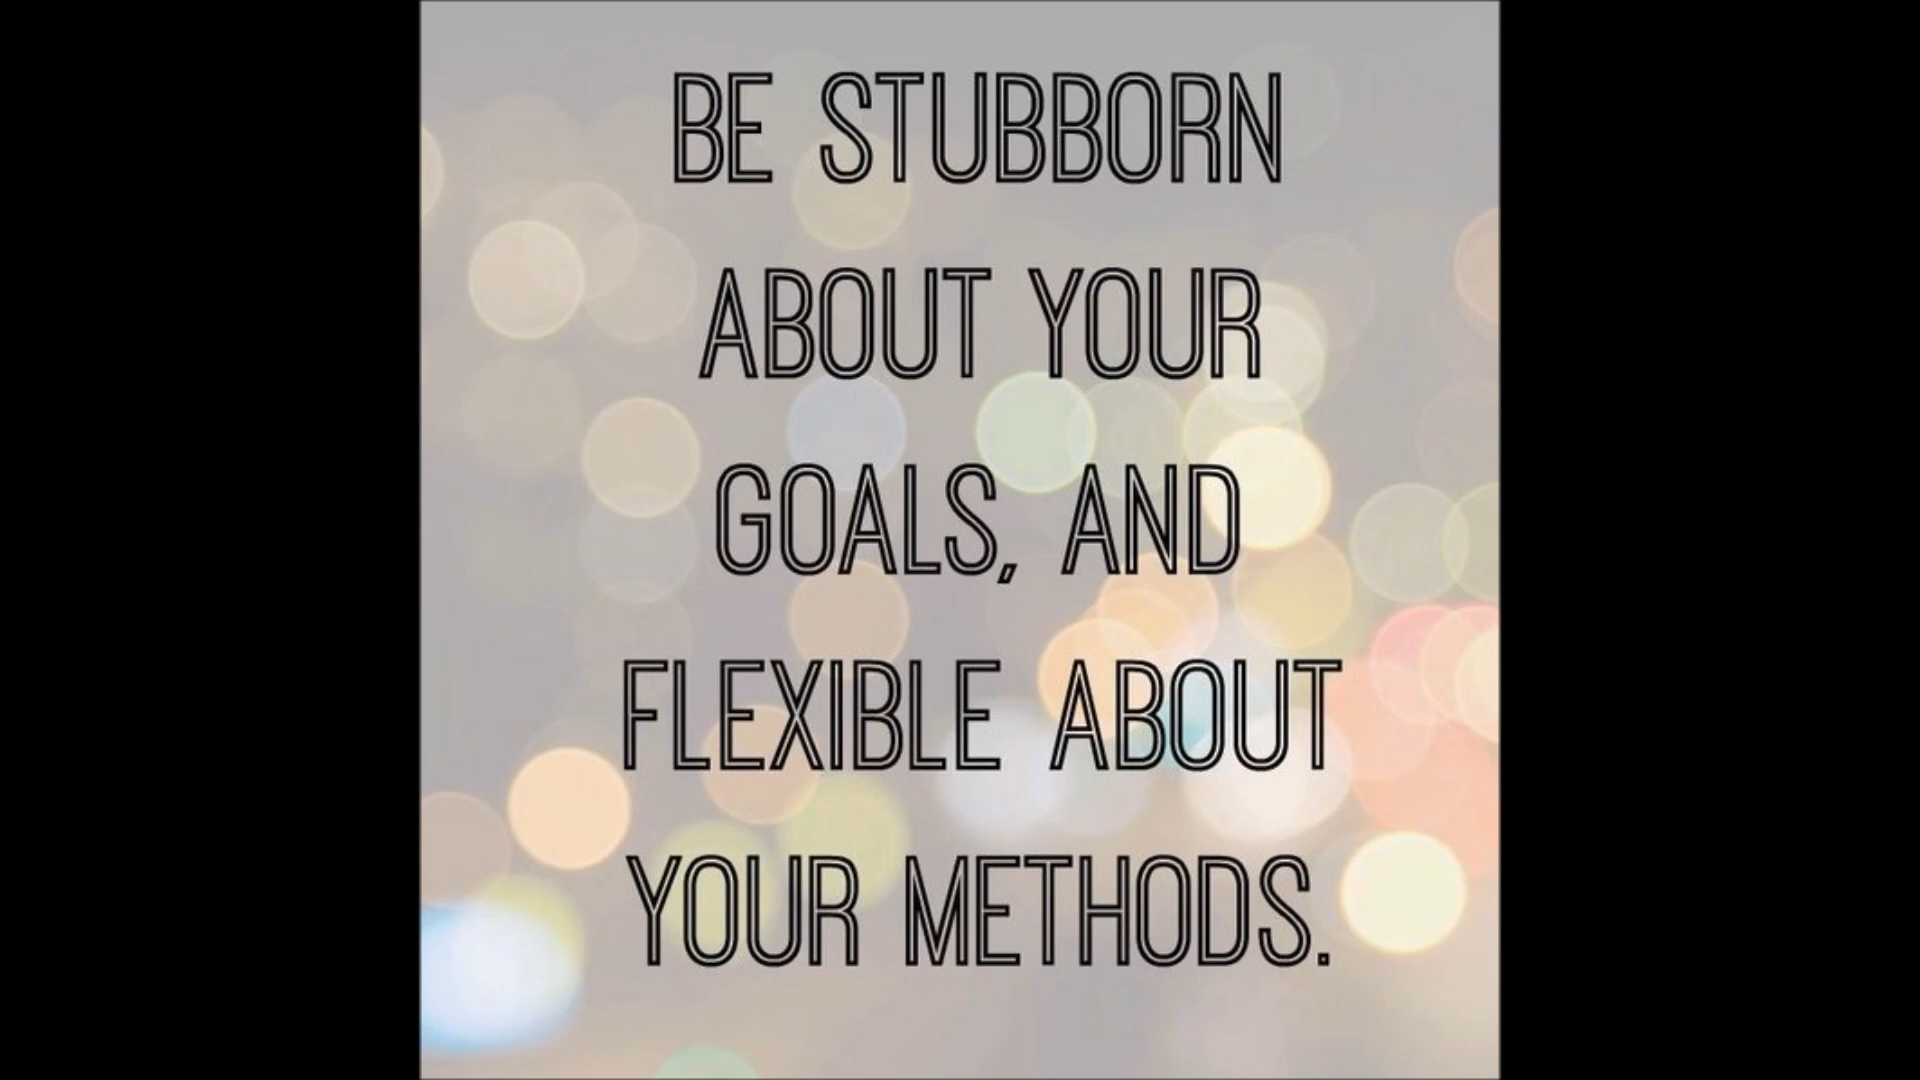 BE STUBBORN
ABOUT YOUR
GOALS, AND
FLEXIBLE ABOUT
YOUR METHODS.